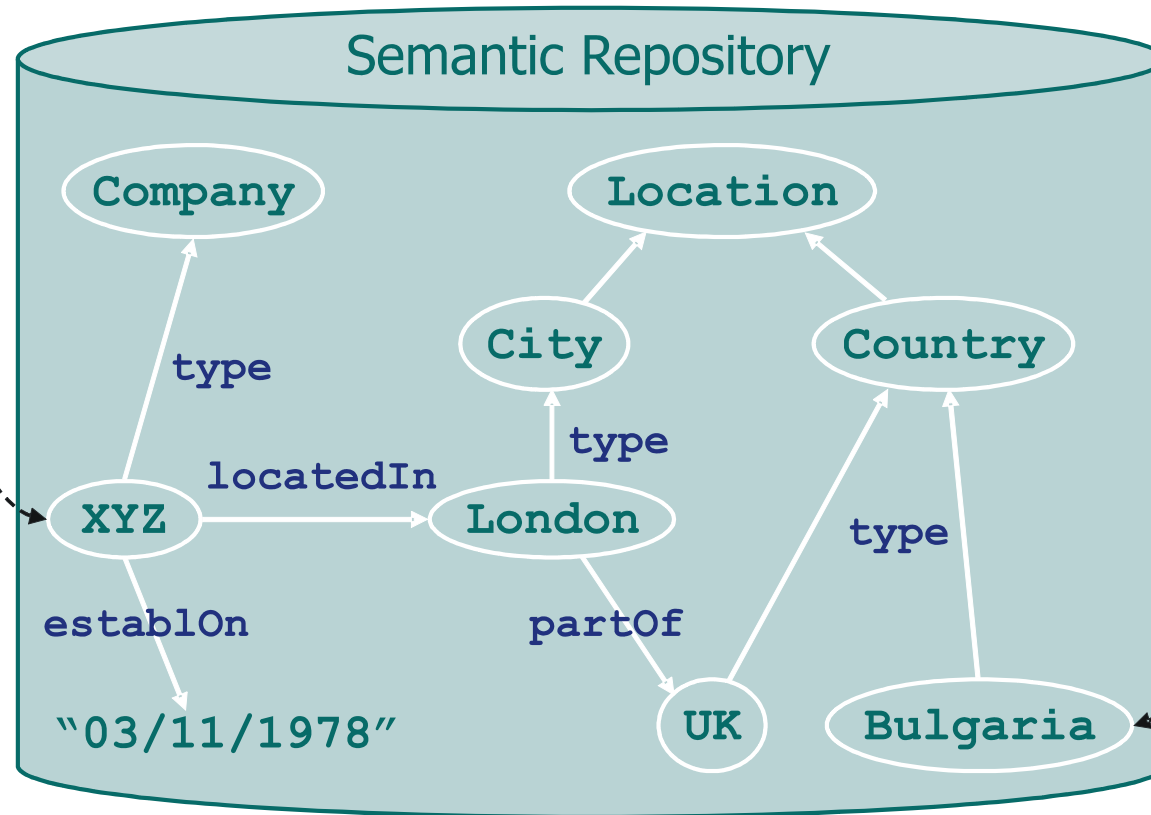 Semantic Repository
Company
Location
City
Country
type
type
locatedIn
XYZ
London
type
establOn
partOf
“03/11/1978”
UK
Bulgaria